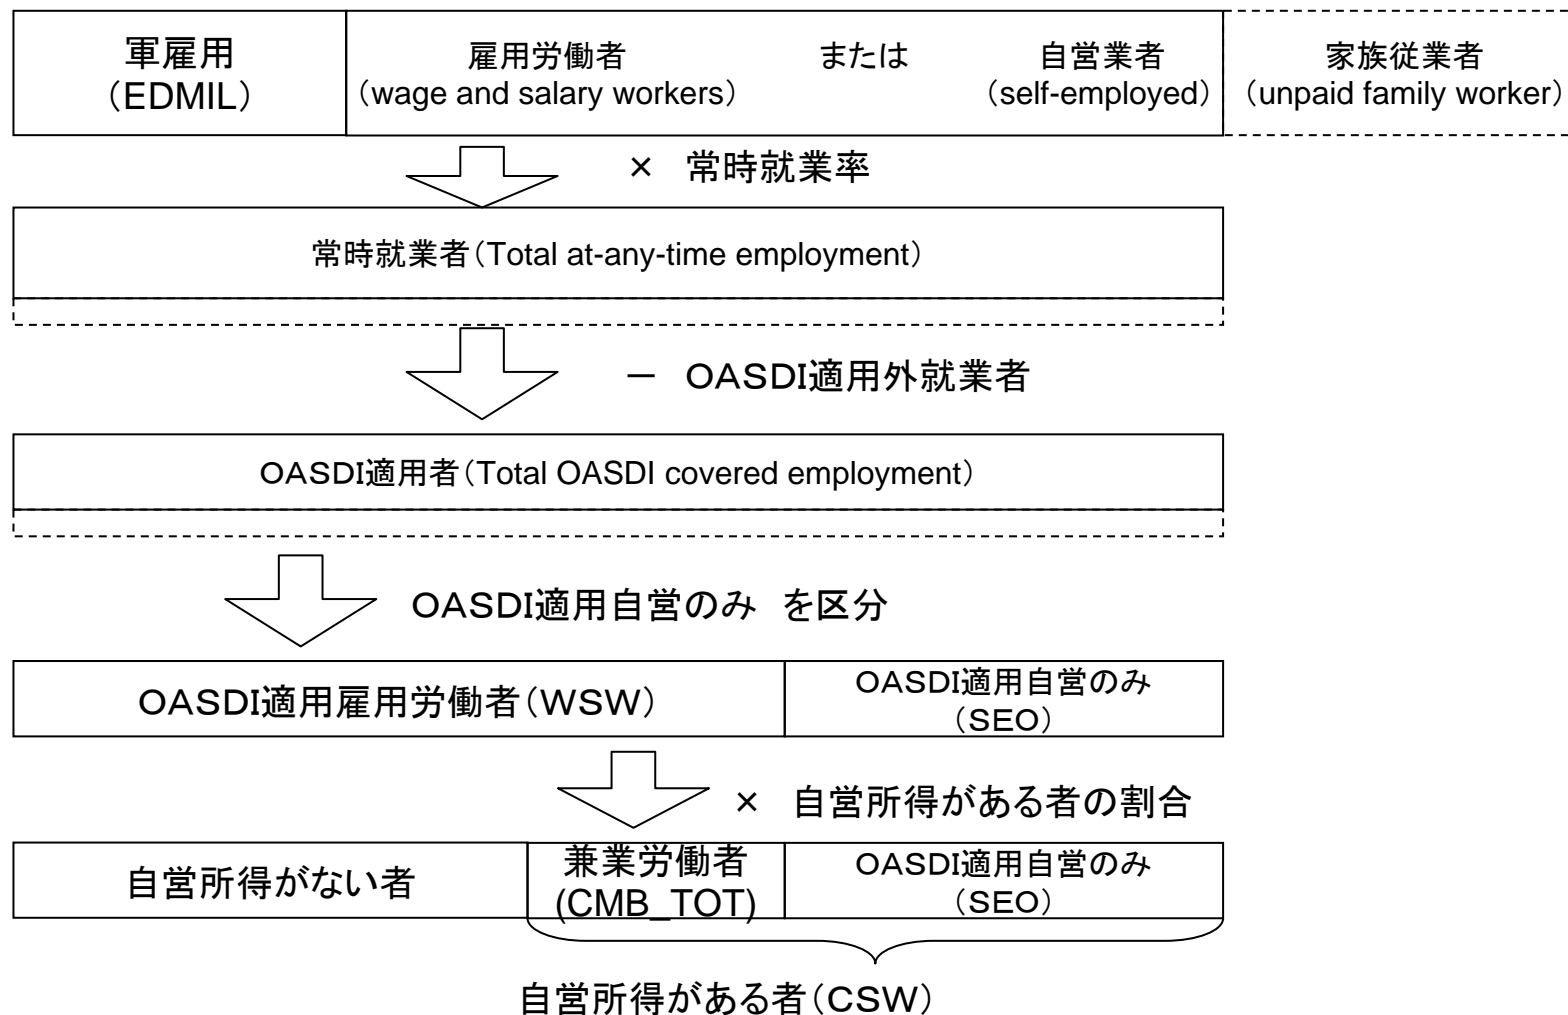 軍雇用
（EDMIL）
雇用労働者
（wage and salary workers）
または
自営業者
（self-employed）
家族従業者
（unpaid family worker）
× 常時就業率
常時就業者（Total at-any-time employment）
－ OASDI適用外就業者
OASDI適用者（Total OASDI covered employment）
OASDI適用自営のみ を区分
OASDI適用雇用労働者（WSW）
OASDI適用自営のみ
（SEO）
× 自営所得がある者の割合
自営所得がない者
兼業労働者
(CMB_TOT)
OASDI適用自営のみ
（SEO）
自営所得がある者（CSW）